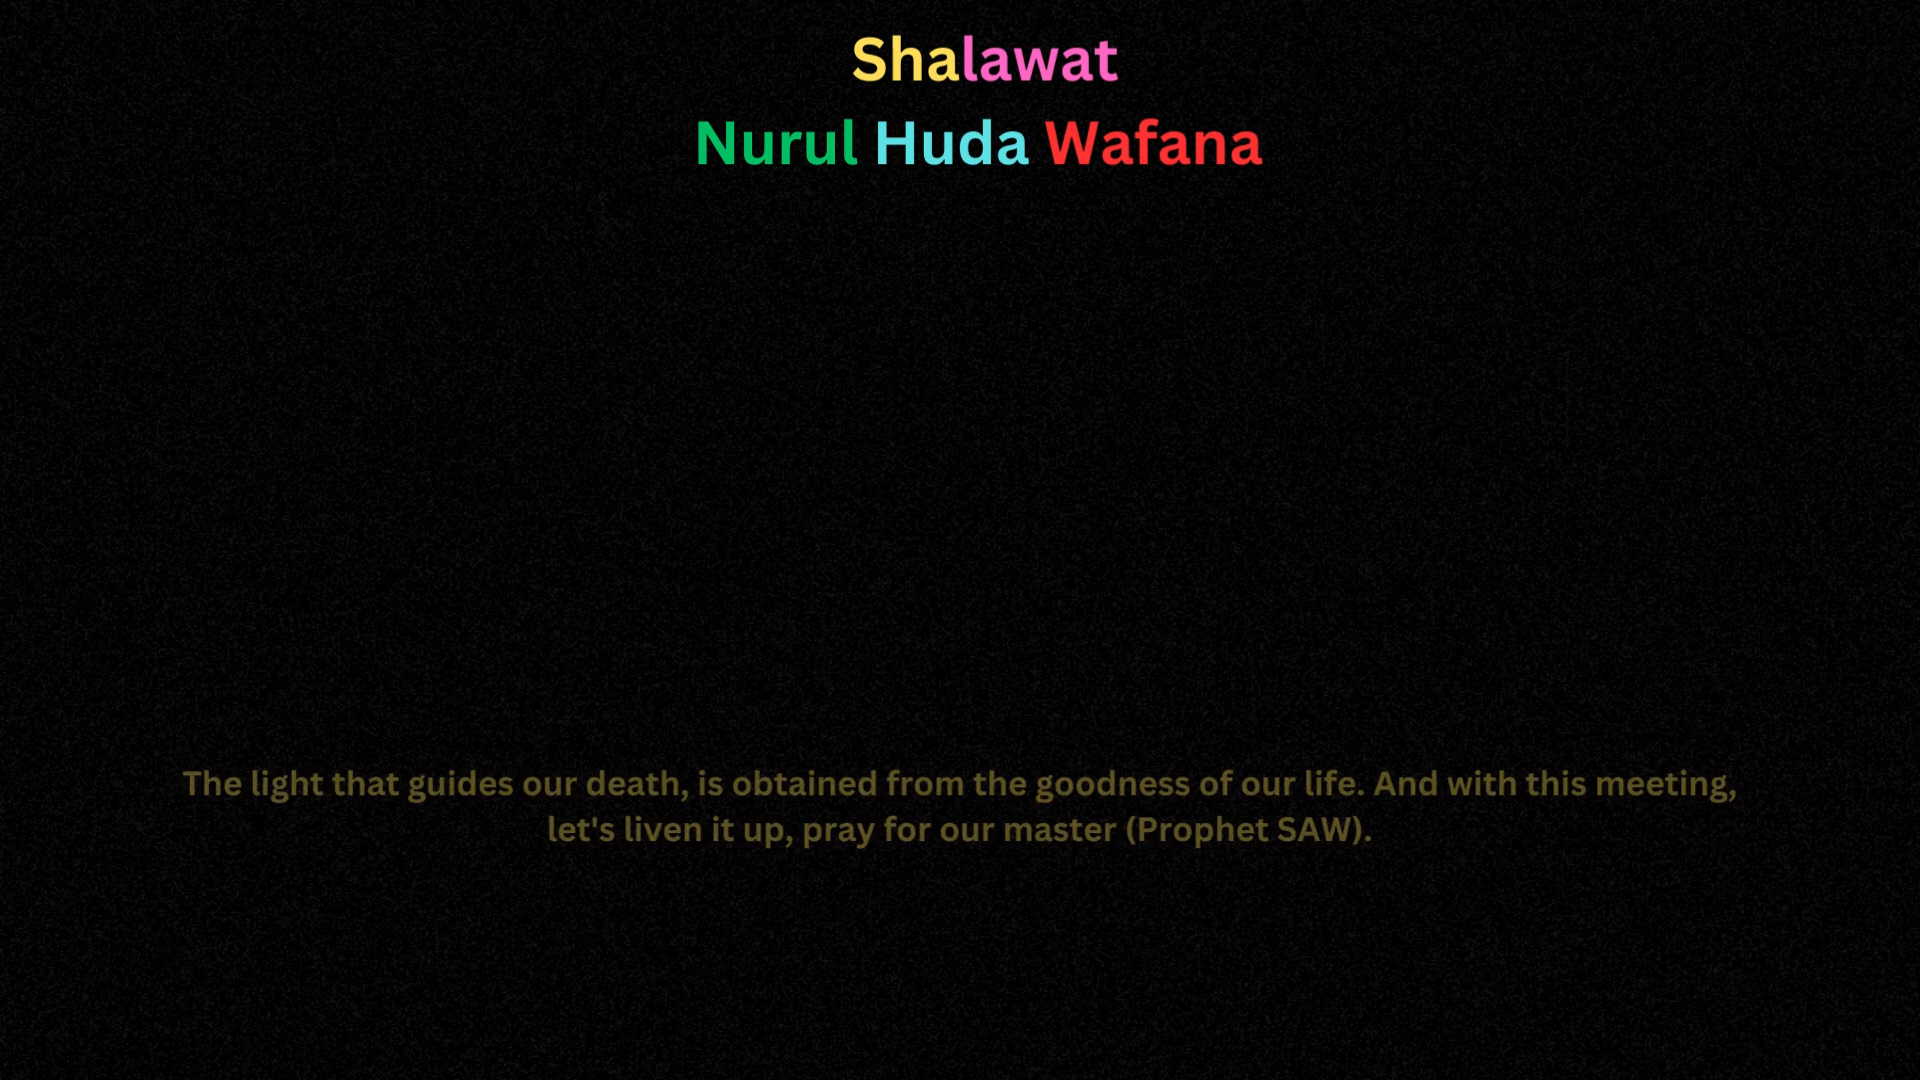 Shalawat
Nurul Huda Wafana
The light that guides our death, is obtained from the goodness of our life. And with this meeting,
let's liven it up, pray for our master (Prophet SAW).